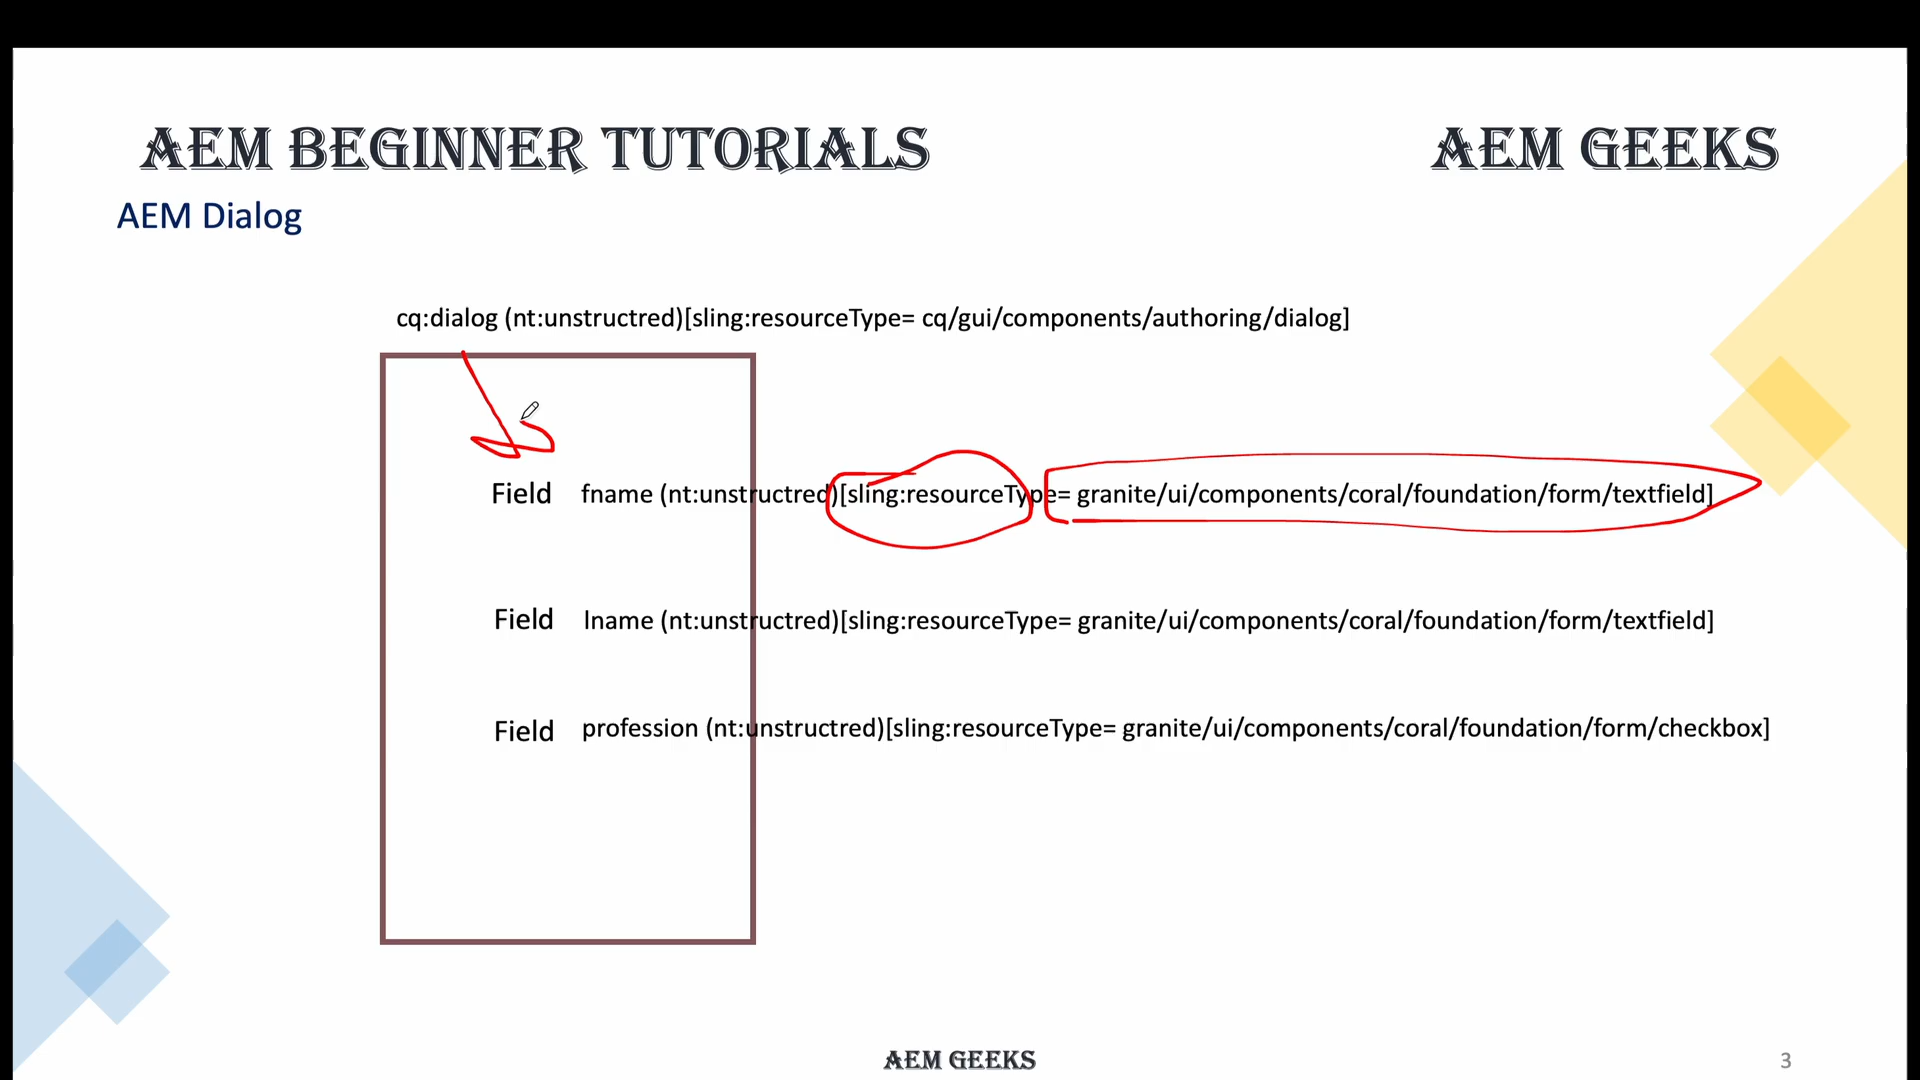 AEM BEGINNER TUTORIALS
AEM GEEKS
AEM Dialog
cq:dialog (nt:unstructred)[sling:resourceType= cq/gui/components/authoring/dialog]
Field fname (nt:unstructred)[sling:resourceType= granite/ui/components/coral/foundation/form/textfield]
Field lname (nt:unstructred)[sling:resourceType= granite/ui/components/coral/foundation/form/textfield]
Field profession (nt:unstructred)[sling:resourceType= granite/ui/components/coral/foundation/form/checkbox]
AEM GEEKS
3